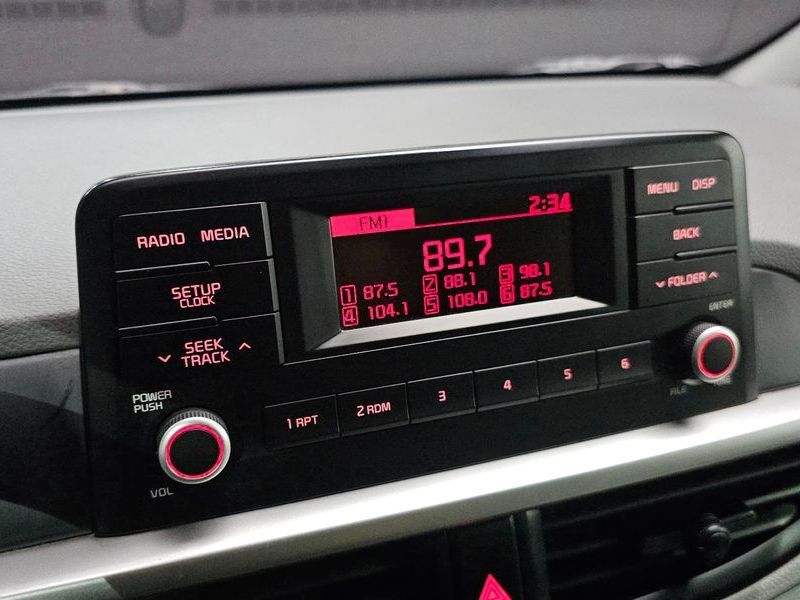 RADIO MEDIA
SETUP
CLOCK
SEEK
TRACK
POWER
PUSH
VOL
FM1 2:34
89.7
1 87.5 2 88.1 3 98.1
4 104.1 5 108.0 6 87.5
1 RPT 2 RDM 3 4 5 6
MENU DISP
BACK
FOLDER
ENTER
FILE TUNE